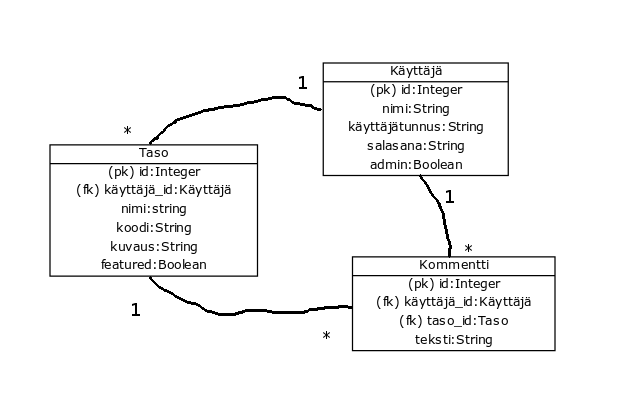 Käyttäjä
(pk) id:Integer
nimi:String
käyttäjätunnus:String
salasana:String
admin:Boolean
1
*
Taso
(pk) id:Integer
(fk) käyttäjä_id:Käyttäjä
nimi:string
koodi:String
kuvaus:String
featured:Boolean
1
*
Kommentti
(pk) id:Integer
(fk) käyttäjä_id:Käyttäjä
(fk) taso_id:Taso
teksti:String
1
*